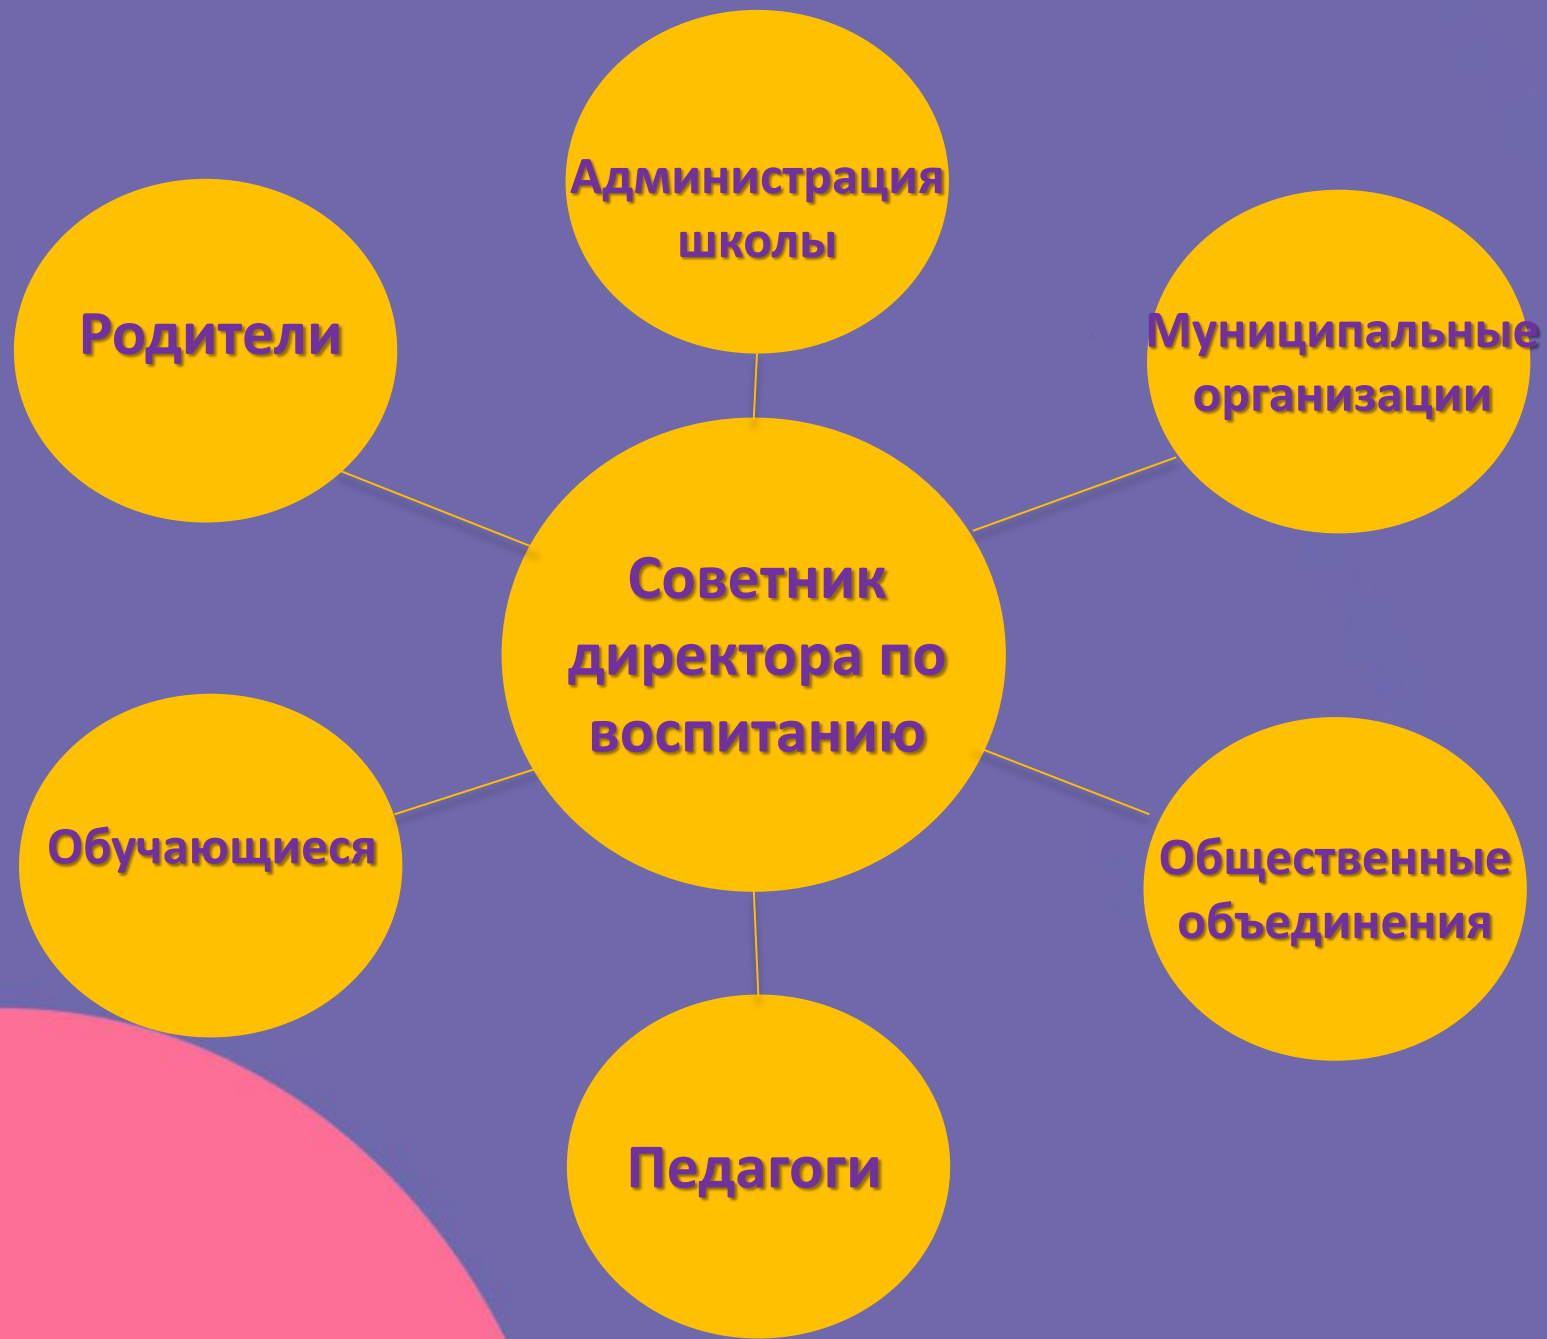 Администрация
школы
Родители
Муниципальные
организации
Советник
директора по
воспитанию
Обучающиеся
Общественные
объединения
Педагоги